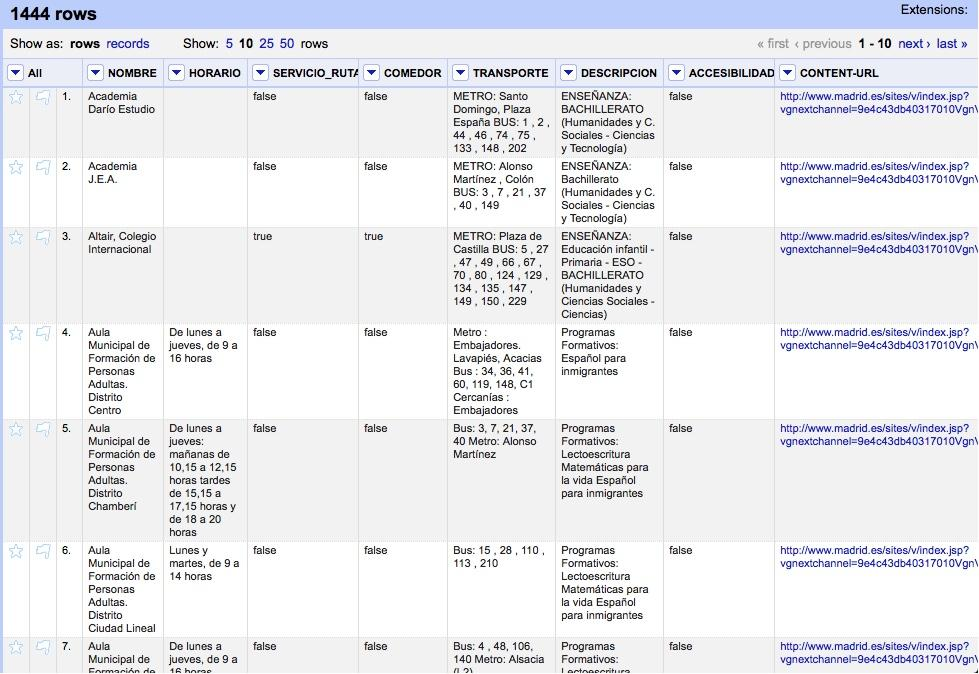 1444 rows
Extensions:
Show as: rows records Show: 5 10 25 50 rows « first ‹ previous 1 - 10 next › last »
All NOMBRE HORARIO SERVICIO_RUTA COMEDOR TRANSPORTE DESCRIPCION ACCESIBILIDAD CONTENT-URL
1.
Academia
Darío Estudio
false
false
METRO: Santo
Domingo, Plaza
España BUS: 1 , 2 ,
44 , 46 , 74 , 75 ,
133 , 148 , 202
ENSEÑANZA:
BACHILLERATO
(Humanidades y C.
Sociales - Ciencias
y Tecnología)
false
http://www.madrid.es/sites/v/index.jsp?
vgnextchannel=9e4c43db40317010VgnV
2.
Academia
J.E.A.
false
false
METRO: Alonso
Martínez , Colón
BUS: 3 , 7 , 21 , 37
, 40 , 149
ENSEÑANZA:
Bachillerato
(Humanidades y C.
Sociales - Ciencias
y Tecnología)
false
http://www.madrid.es/sites/v/index.jsp?
vgnextchannel=9e4c43db40317010VgnV
3.
Altair, Colegio
Internacional
true
true
METRO: Plaza de
Castilla BUS: 5 , 27
, 47 , 49 , 66 , 67 ,
70 , 80 , 124 , 129 ,
134 , 135 , 147 ,
149 , 150 , 229
ENSEÑANZA:
Educación infantil -
Primaria - ESO -
BACHILLERATO
(Humanidades y
Ciencias Sociales -
Ciencias)
false
http://www.madrid.es/sites/v/index.jsp?
vgnextchannel=9e4c43db40317010VgnV
4.
Aula
Municipal de
Formación de
Personas
Adultas.
Distrito
Centro
De lunes a
jueves, de 9 a
16 horas
false
false
Metro :
Embajadores.
Lavapiés, Acacias
Bus : 34, 36, 41,
60, 119, 148, C1
Cercanías :
Embajadores
Programas
Formativos:
Español para
inmigrantes
false
http://www.madrid.es/sites/v/index.jsp?
vgnextchannel=9e4c43db40317010VgnV
5.
Aula
Municipal de
Formación de
Personas
Adultas.
Distrito
Chamberí
De lunes a
jueves:
mañanas de
10,15 a 12,15
horas tardes
de 15,15 a
17,15 horas y
de 18 a 20
horas
false
false
Bus: 3, 7, 21, 37,
40 Metro: Alonso
Martínez
Programas
Formativos:
Lectoescritura
Matemáticas para
la vida Español
para inmigrantes
false
http://www.madrid.es/sites/v/index.jsp?
vgnextchannel=9e4c43db40317010VgnV
6.
Aula
Municipal de
Formación de
Personas
Adultas.
Distrito
Ciudad Lineal
Lunes y
martes, de 9 a
14 horas
false
false
Bus: 15 , 28 , 110 ,
113 , 210
Programas
Formativos:
Lectoescritura
Matemáticas para
la vida Español
para inmigrantes
false
http://www.madrid.es/sites/v/index.jsp?
vgnextchannel=9e4c43db40317010VgnV
7.
Aula
Municipal de
Formación de
De lunes a
jueves, de 9 a
16 horas
false
false
Bus: 4 , 48, 106,
140 Metro: Alsacia
(L2)
Programas
Formativos:
Lectoescritura
false
http://www.madrid.es/sites/v/index.jsp?
vgnextchannel=9e4c43db40317010VgnV